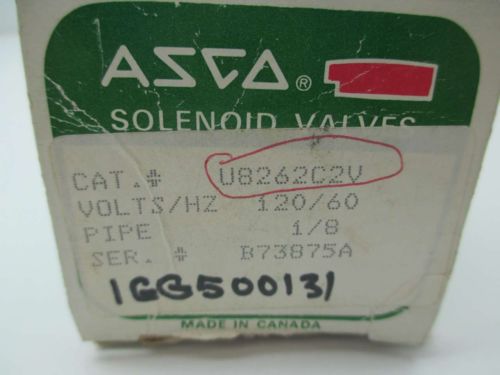 ASCO®
SOLENOID VALVES
CAT.# U8262C2V
VOLTS/HZ 120/60
PIPE 1/8
SER. # B73875A
1GG500131
MADE IN CANADA